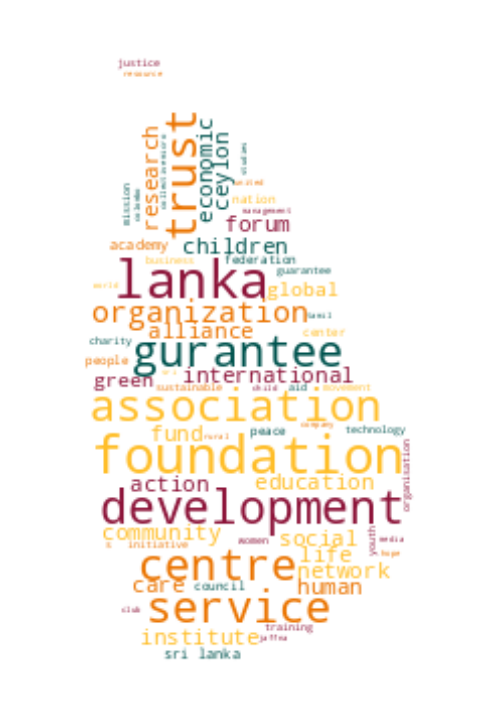 justice
resource
trust
research
economic
ceylon
collective
studies
mission
colombo
united
nation
management
forum
academy
children
business
federation
guarantee
lanka
world
global
organization
tamil
alliance
center
charity
gurantee
people
green
international
sustainable
child
aid
movement
association
company
fund
rural
peace
technology
foundation
organisation
action
education
development
community
social
youth
media
s
initiative
women
life
hope
centre
network
care
council
human
service
club
training
institute
jaffna
sri lanka